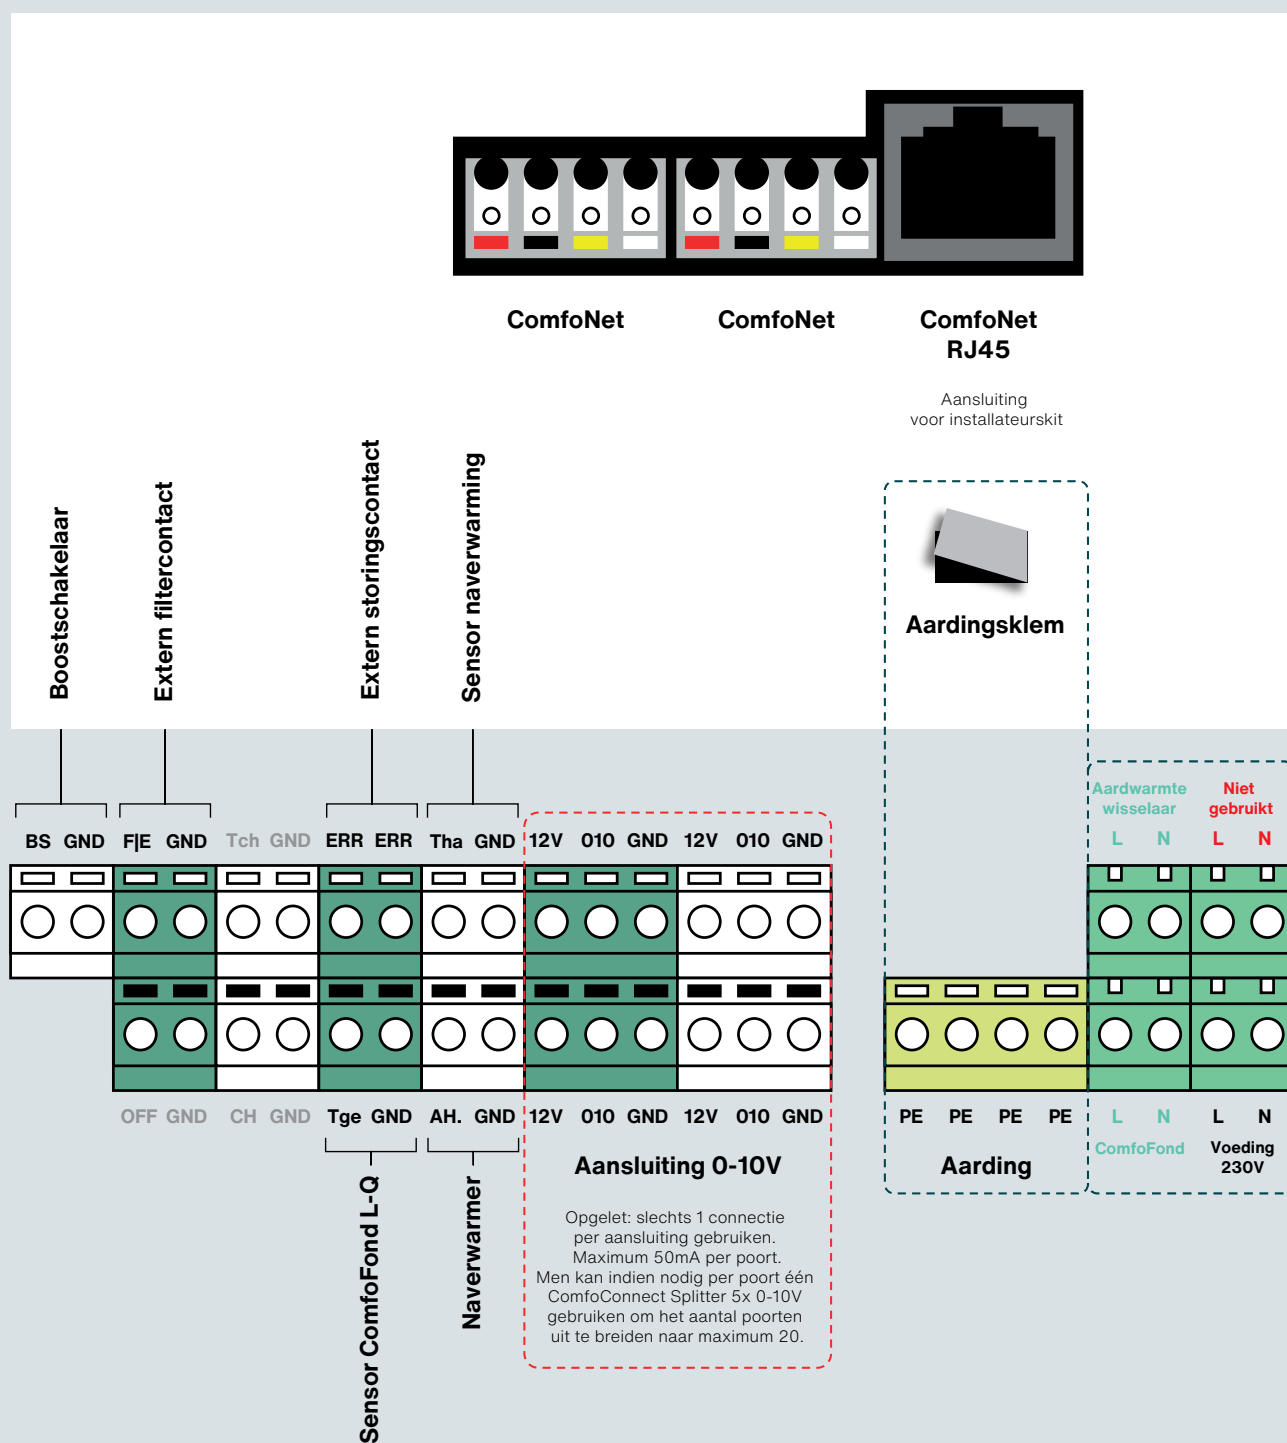 ComfoNet
ComfoNet
ComfoNet
RJ45
Aansluiting
voor installateurskit
Boostschakelaar
Extern filtercontact
Extern storingscontact
Sensor naverwarming
Aardingsklem
Aardwarmte
wisselaar
Niet
gebruikt
BS GND F|E GND Tch GND ERR ERR Tha GND 12V 010 GND 12V 010 GND
L N L N
OFF GND CH GND Tge GND AH. GND 12V 010 GND 12V 010 GND
PE PE PE PE
L N L N
Sensor ComfoFond L-Q
Naverwarmer
Aansluiting 0-10V
Opgelet: slechts 1 connectie
per aansluiting gebruiken.
Maximum 50mA per poort.
Men kan indien nodig per poort één
ComfoConnect Splitter 5x 0-10V
gebruiken om het aantal poorten
uit te breiden naar maximum 20.
Aarding
ComfoFond
Voeding
230V